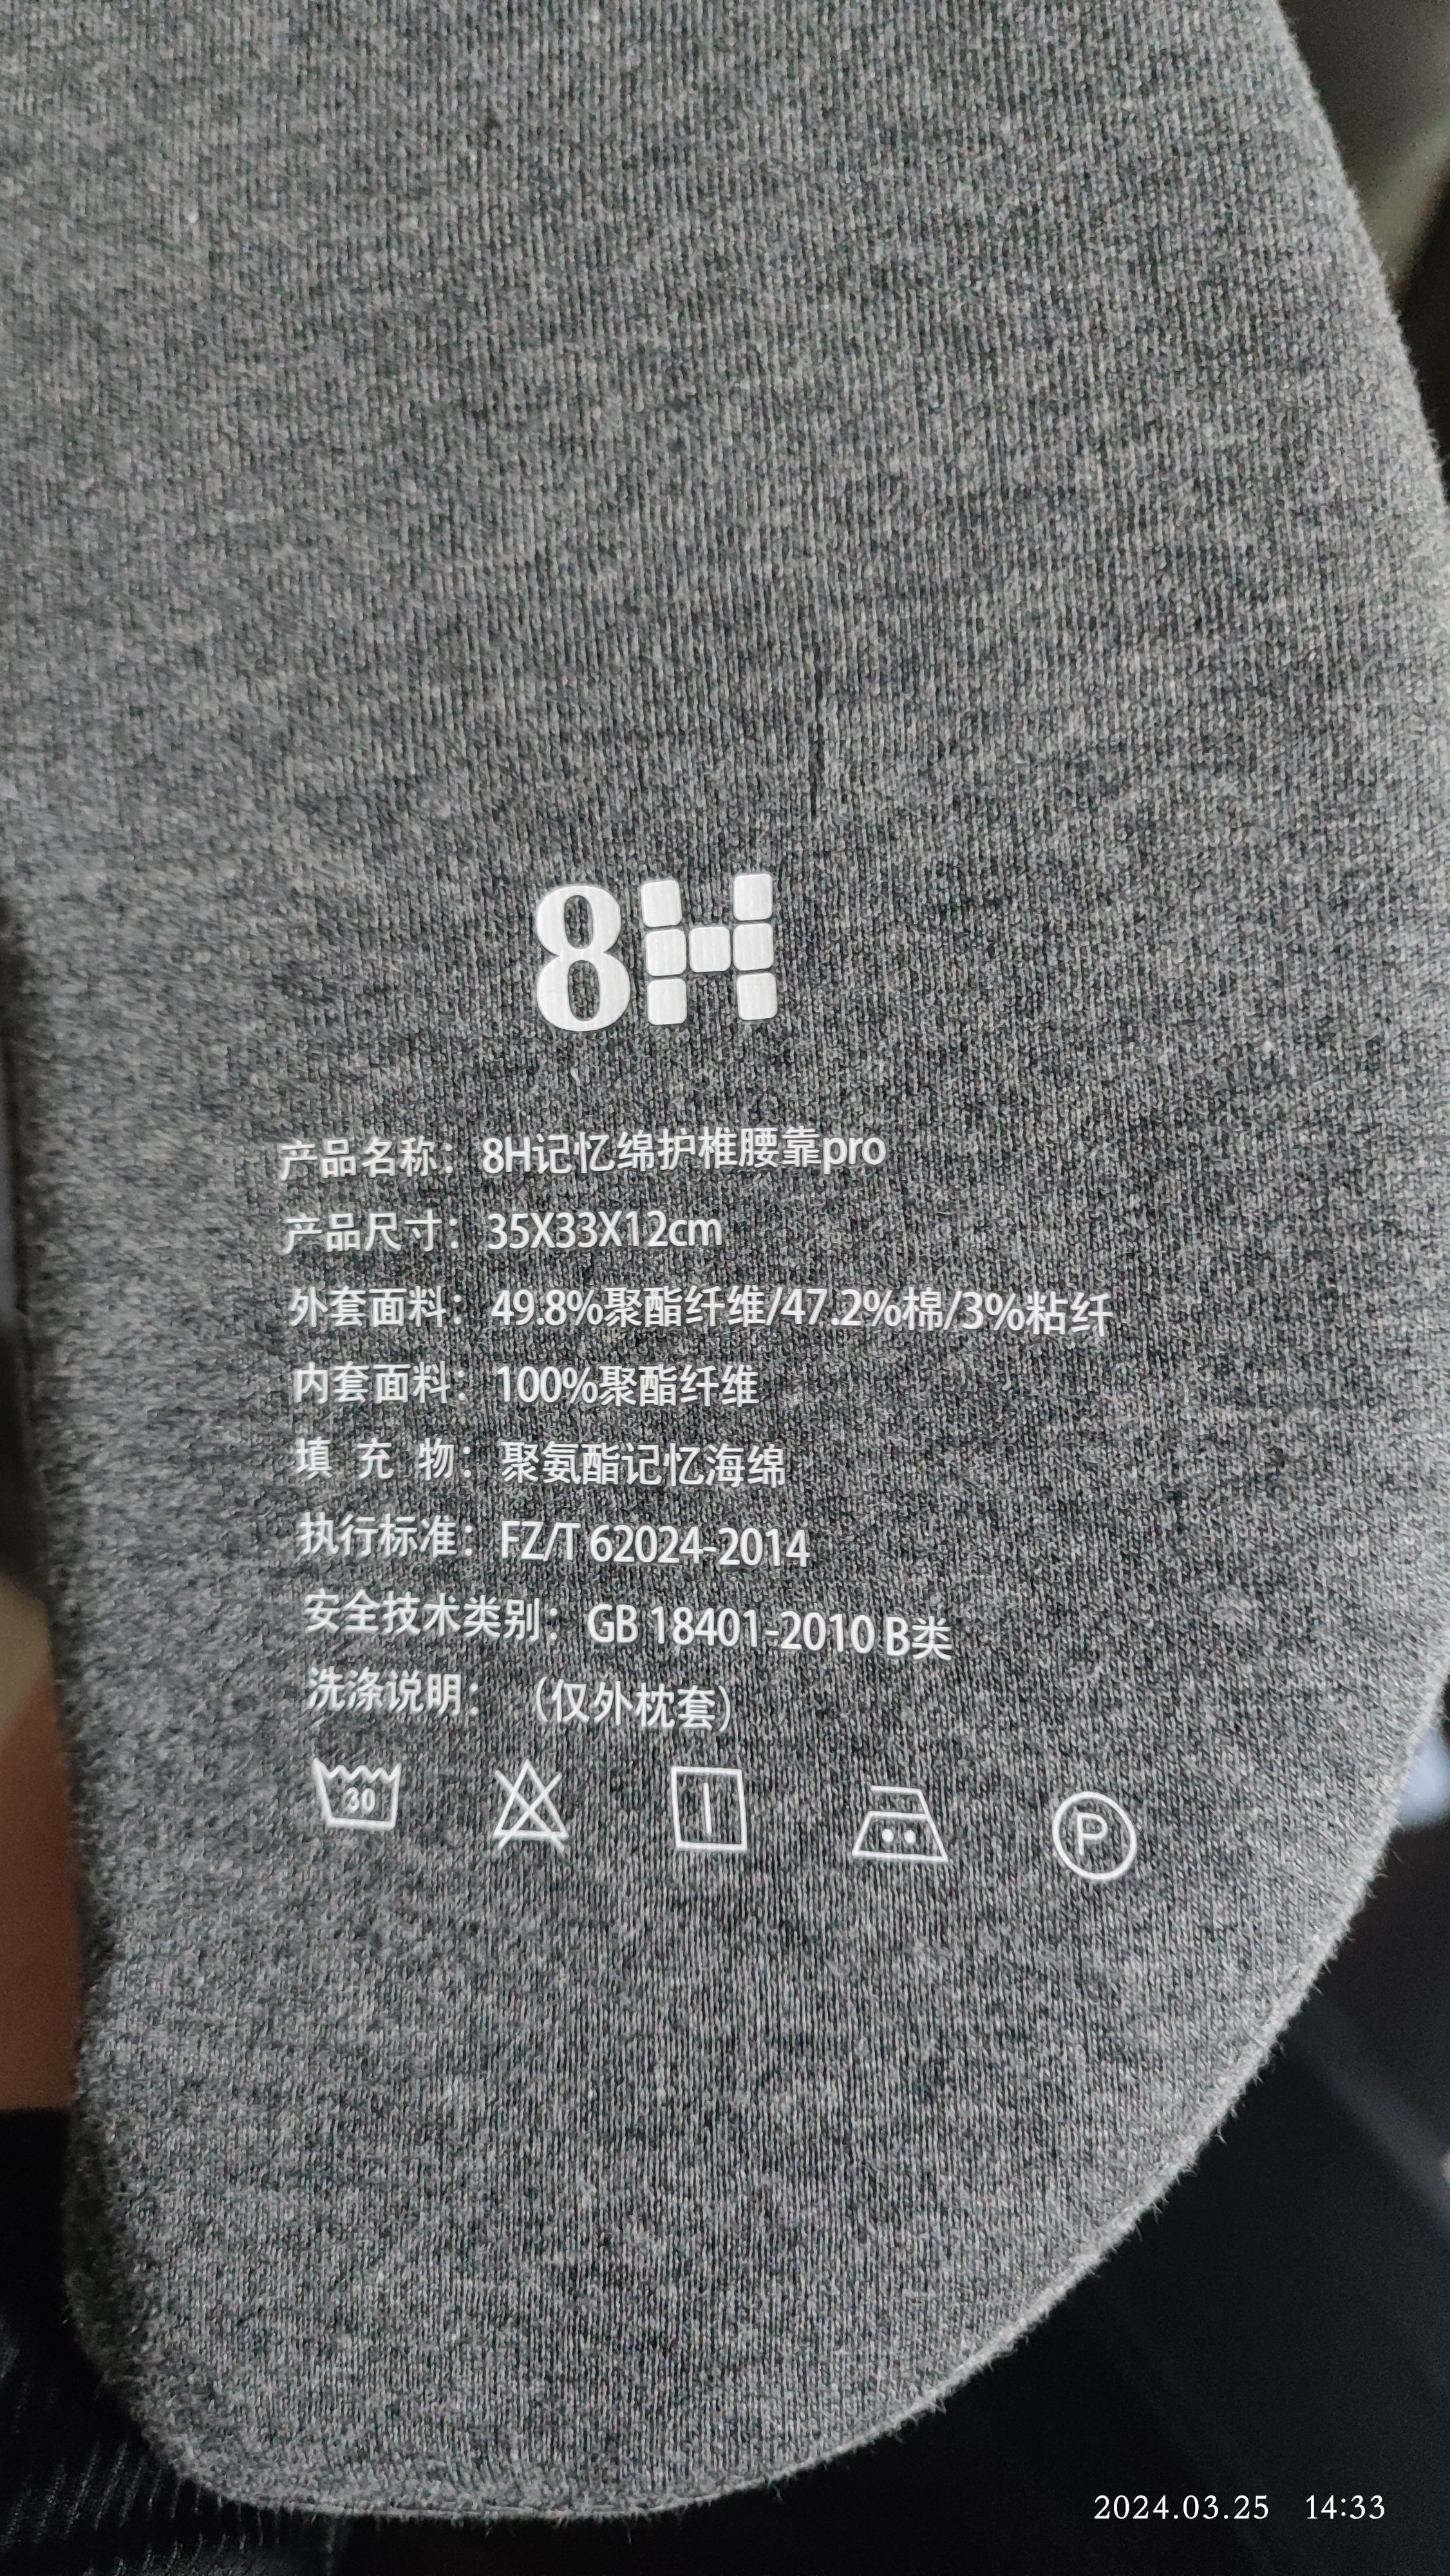 8H
产品名称：8H记忆绵护椎腰靠pro
产品尺寸：35X33X12cm
外套面料：49.8%聚酯纤维/47.2%棉/3%粘纤
内套面料：100%聚酯纤维
填 充 物：聚氨酯记忆海绵
执行标准：FZ/T 62024-2014
安全技术类别：GB 18401-2010 B类
洗涤说明：（仅外枕套）
30 P
2024.03.25 14:33